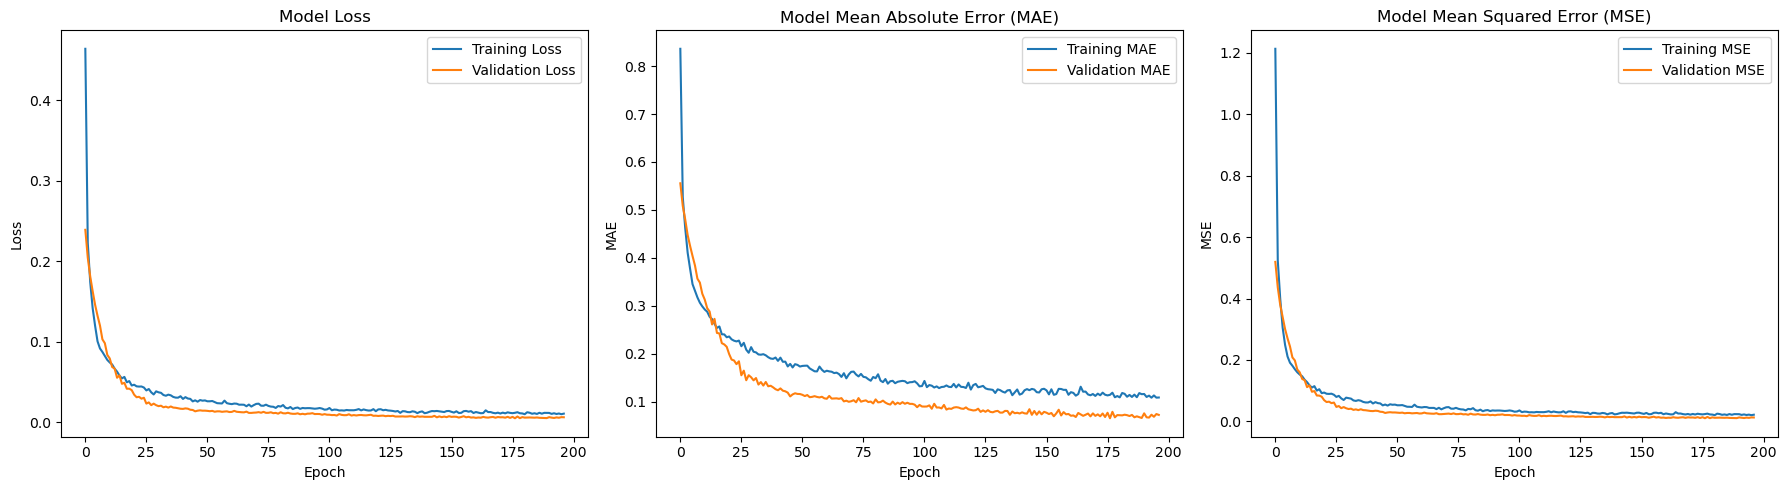 Model Loss
Training Loss
Validation Loss
0.4
0.3
0.2
0.1
0.0
Loss
0 25 50 75 100 125 150 175 200
Epoch
Model Mean Absolute Error (MAE)
Training MAE
Validation MAE
0.8
0.7
0.6
0.5
0.4
0.3
0.2
0.1
MAE
0 25 50 75 100 125 150 175 200
Epoch
Model Mean Squared Error (MSE)
Training MSE
Validation MSE
1.2
1.0
0.8
0.6
0.4
0.2
0.0
MSE
0 25 50 75 100 125 150 175 200
Epoch